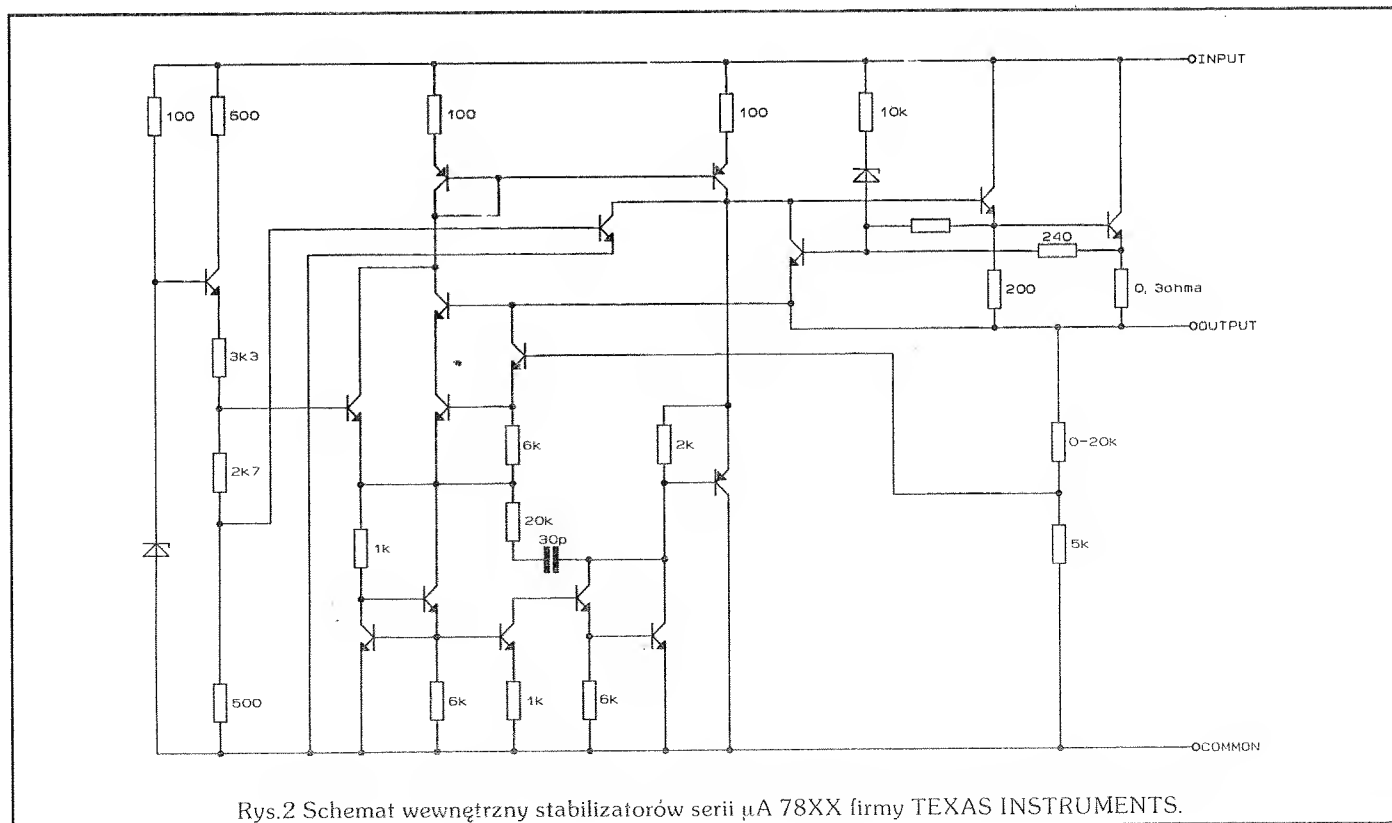 INPUT
100
500
100
100
10k
240
200
0, 3ohma
OUTPUT
3k3
6k
2k
0-20k
2k7
20k
30p
1k
5k
500
6k
1k
6k
COMMON
Rys.2 Schemat wewnętrzny stabilizatorów serii µA 78XX firmy TEXAS INSTRUMENTS.